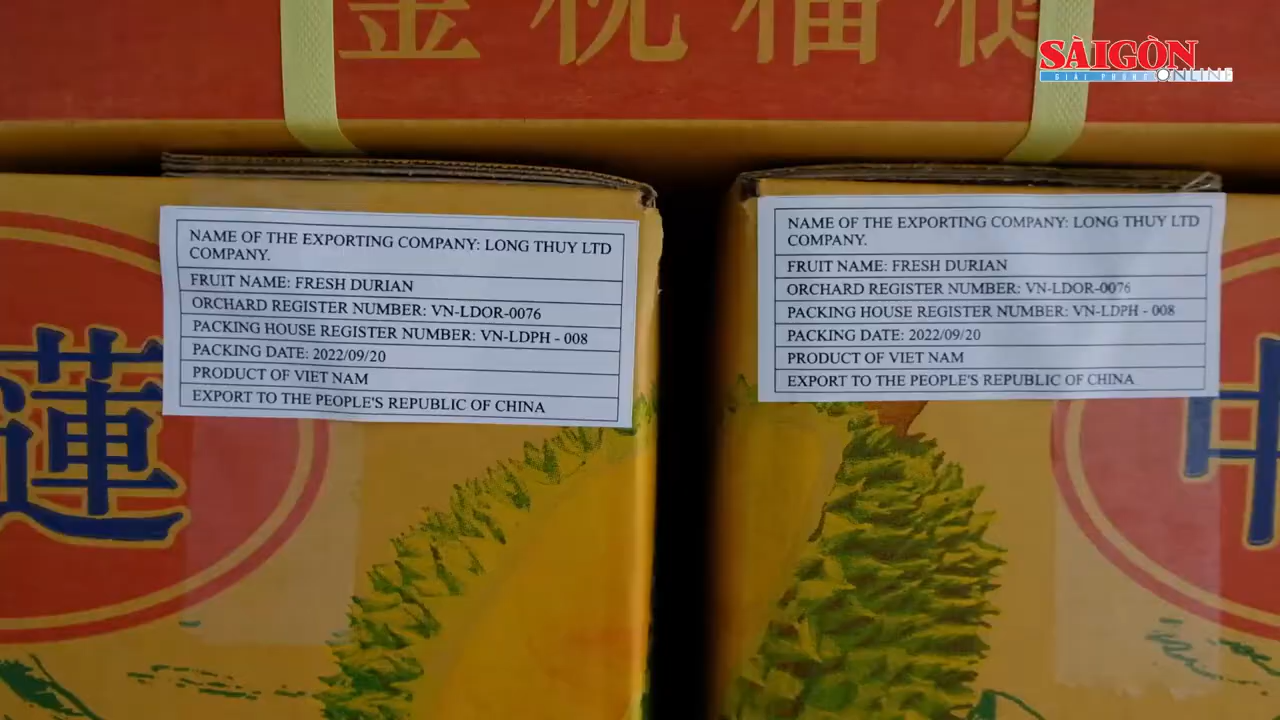 金祝福
SÀI GÒN
GIẢI PHÓNG ONLINE
NAME OF THE EXPORTING COMPANY: LONG THUY LTD
COMPANY.
FRUIT NAME: FRESH DURIAN
ORCHARD REGISTER NUMBER: VN-LDOR-0076
PACKING HOUSE REGISTER NUMBER: VN-LDPH - 008
PACKING DATE: 2022/09/20
PRODUCT OF VIET NAM
EXPORT TO THE PEOPLE'S REPUBLIC OF CHINA
NAME OF THE EXPORTING COMPANY: LONG THUY LTD
COMPANY.
FRUIT NAME: FRESH DURIAN
ORCHARD REGISTER NUMBER: VN-LDOR-0076
PACKING HOUSE REGISTER NUMBER: VN-LDPH - 008
PACKING DATE: 2022/09/20
PRODUCT OF VIET NAM
EXPORT TO THE PEOPLE'S REPUBLIC OF CHINA
蓮